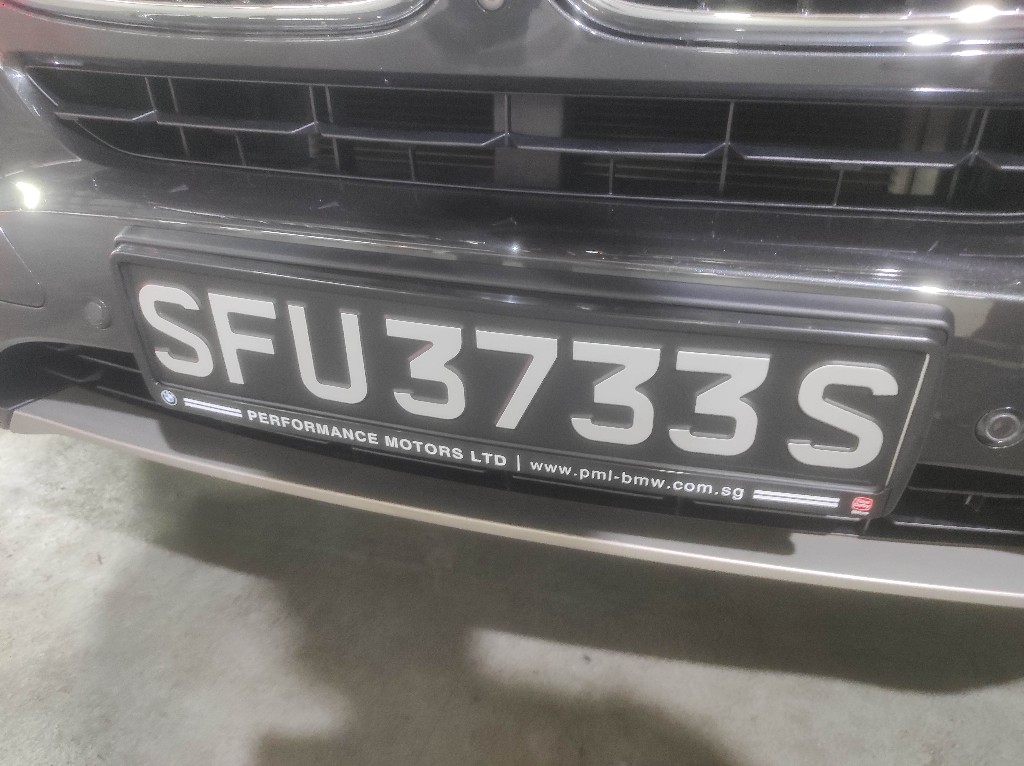 SFU3733S
PERFORMANCE MOTORS LTD | www.pml-bmw.com.sg